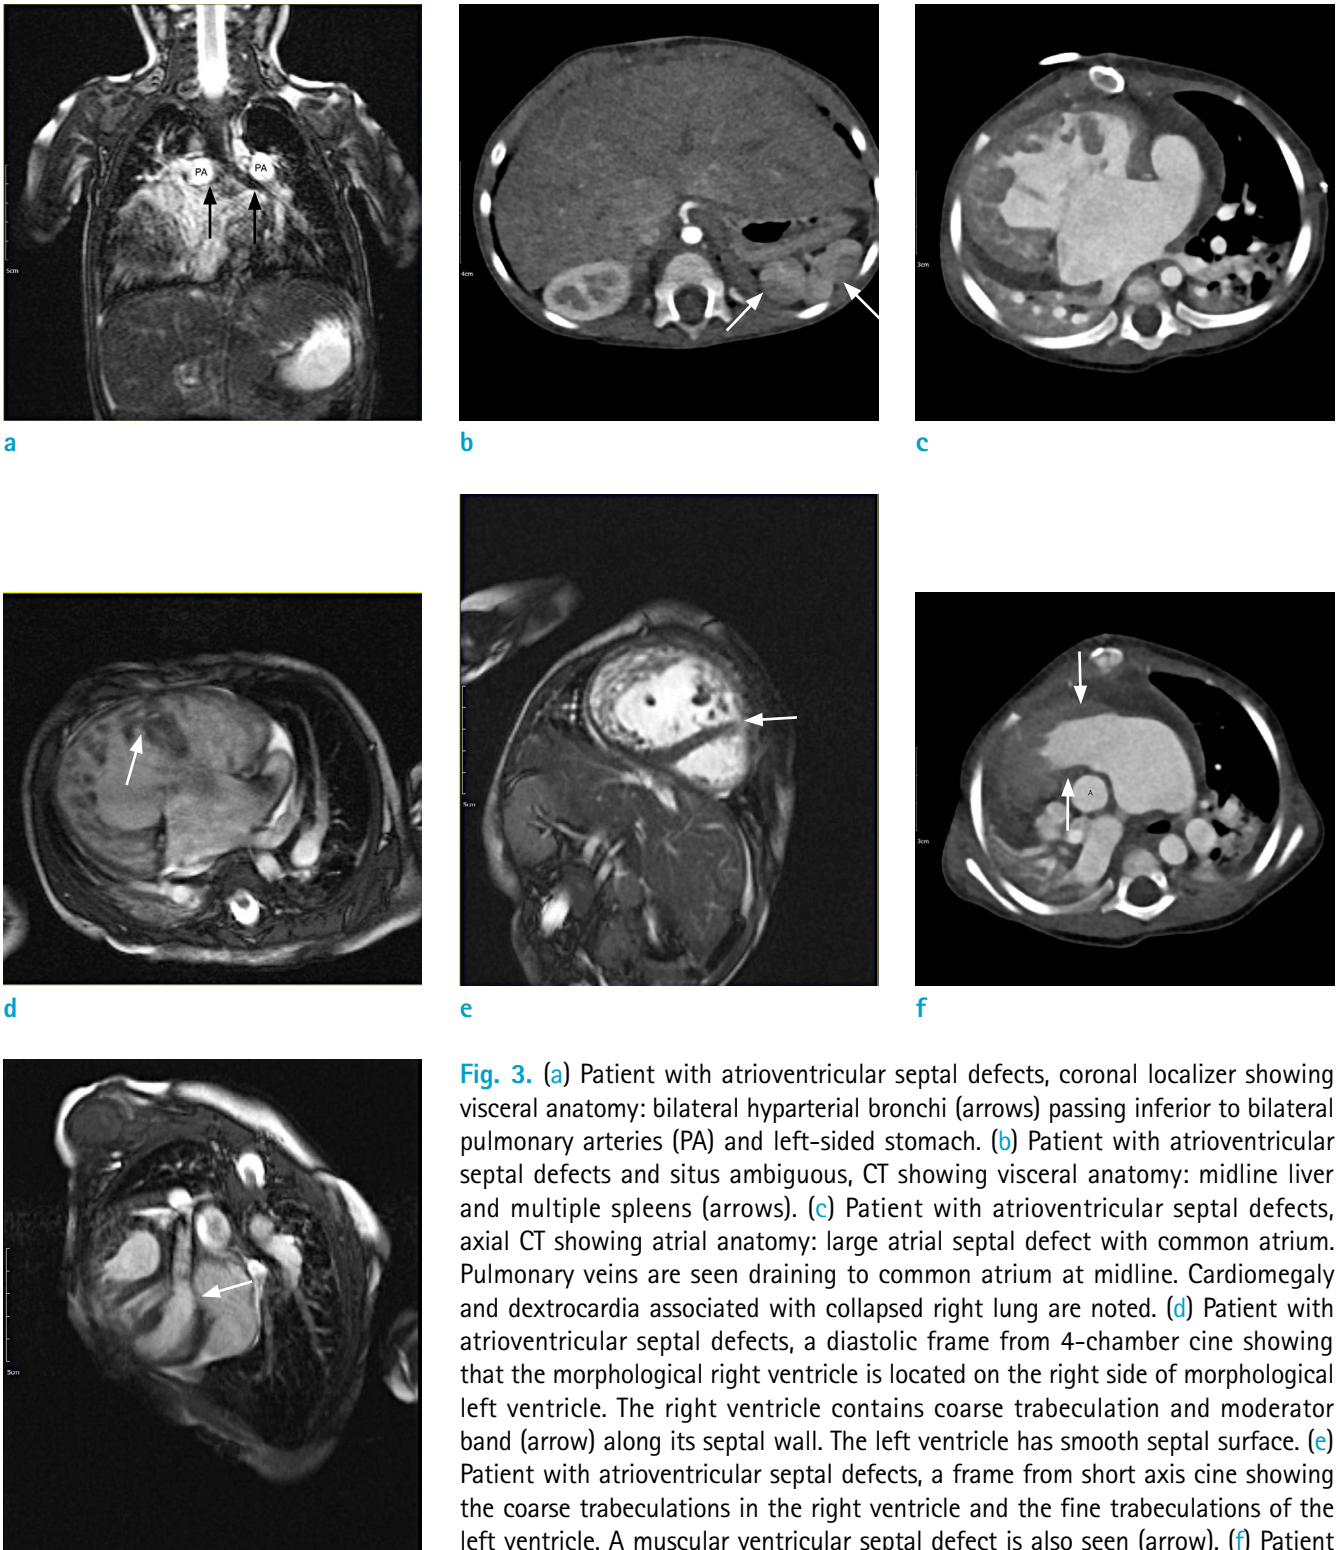 PA
PA
5cm
4cm
3cm
a
b
c
5cm
A
3cm
d
e
f
5cm
Fig. 3. (a) Patient with atrioventricular septal defects, coronal localizer showing
visceral anatomy: bilateral hyparterial bronchi (arrows) passing inferior to bilateral
pulmonary arteries (PA) and left-sided stomach. (b) Patient with atrioventricular
septal defects and situs ambiguous, CT showing visceral anatomy: midline liver
and multiple spleens (arrows). (c) Patient with atrioventricular septal defects,
axial CT showing atrial anatomy: large atrial septal defect with common atrium.
Pulmonary veins are seen draining to common atrium at midline. Cardiomegaly
and dextrocardia associated with collapsed right lung are noted. (d) Patient with
atrioventricular septal defects, a diastolic frame from 4-chamber cine showing
that the morphological right ventricle is located on the right side of morphological
left ventricle. The right ventricle contains coarse trabeculation and moderator
band (arrow) along its septal wall. The left ventricle has smooth septal surface. (e)
Patient with atrioventricular septal defects, a frame from short axis cine showing
the coarse trabeculations in the right ventricle and the fine trabeculations of the
left ventricle. A muscular ventricular septal defect is also seen (arrow). (f) Patient